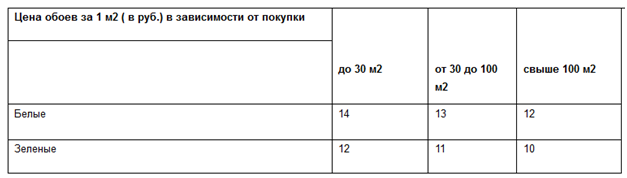 Цена обоев за 1 м2 ( в руб.) в зависимости от покупки
до 30 м2
от 30 до 100
м2
свыше 100 м2
Белые 14 13 12
Зеленые 12 11 10